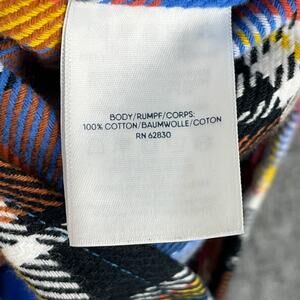 BODY/RUMPF/CORPS:
100% COTTON/BAUMWOLLE/COTON
RN 62830